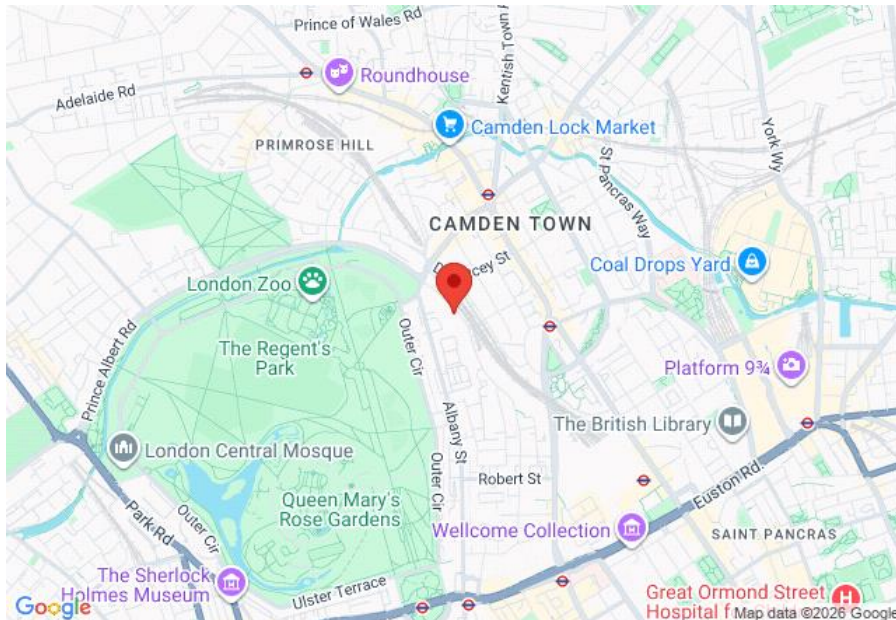 Prince of Wales Rd
Roundhouse
Adelaide Rd
Kentish Town
Camden Lock Market
York Wy
PRIMROSE HILL
St Pancras Way
CAMDEN TOWN
cey St
Coal Drops Yard
London Zoo
The Regent's
Park
Outer Cir
Prince Albert Rd
Platform 9¾
Albany St
The British Library
London Central Mosque
Outer Cir
Robert St
Euston Rd.
Queen Mary's
Rose Gardens
Wellcome Collection
SAINT PANCRAS
Park Rd
Outer Cir
The Sherlock
Holmes Museum
Ulster Terrace
Great Ormond Street
Hospital f
Google
Map data ©2026 Google